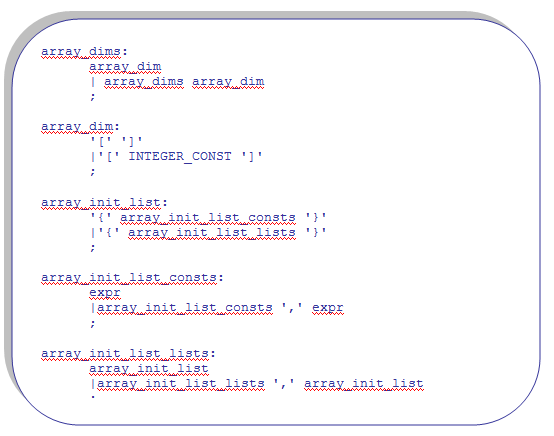 array_dims:
array_dim
| array_dims array_dim
;
array_dim:
'[' ']'
|'[' INTEGER_CONST ']'
;
array_init_list:
'{' array_init_list_consts '}'
|'{' array_init_list_lists '}'
;
array_init_list_consts:
expr
|array_init_list_consts ',' expr
;
array_init_list_lists:
array_init_list
|array_init_list_lists ',' array_init_list